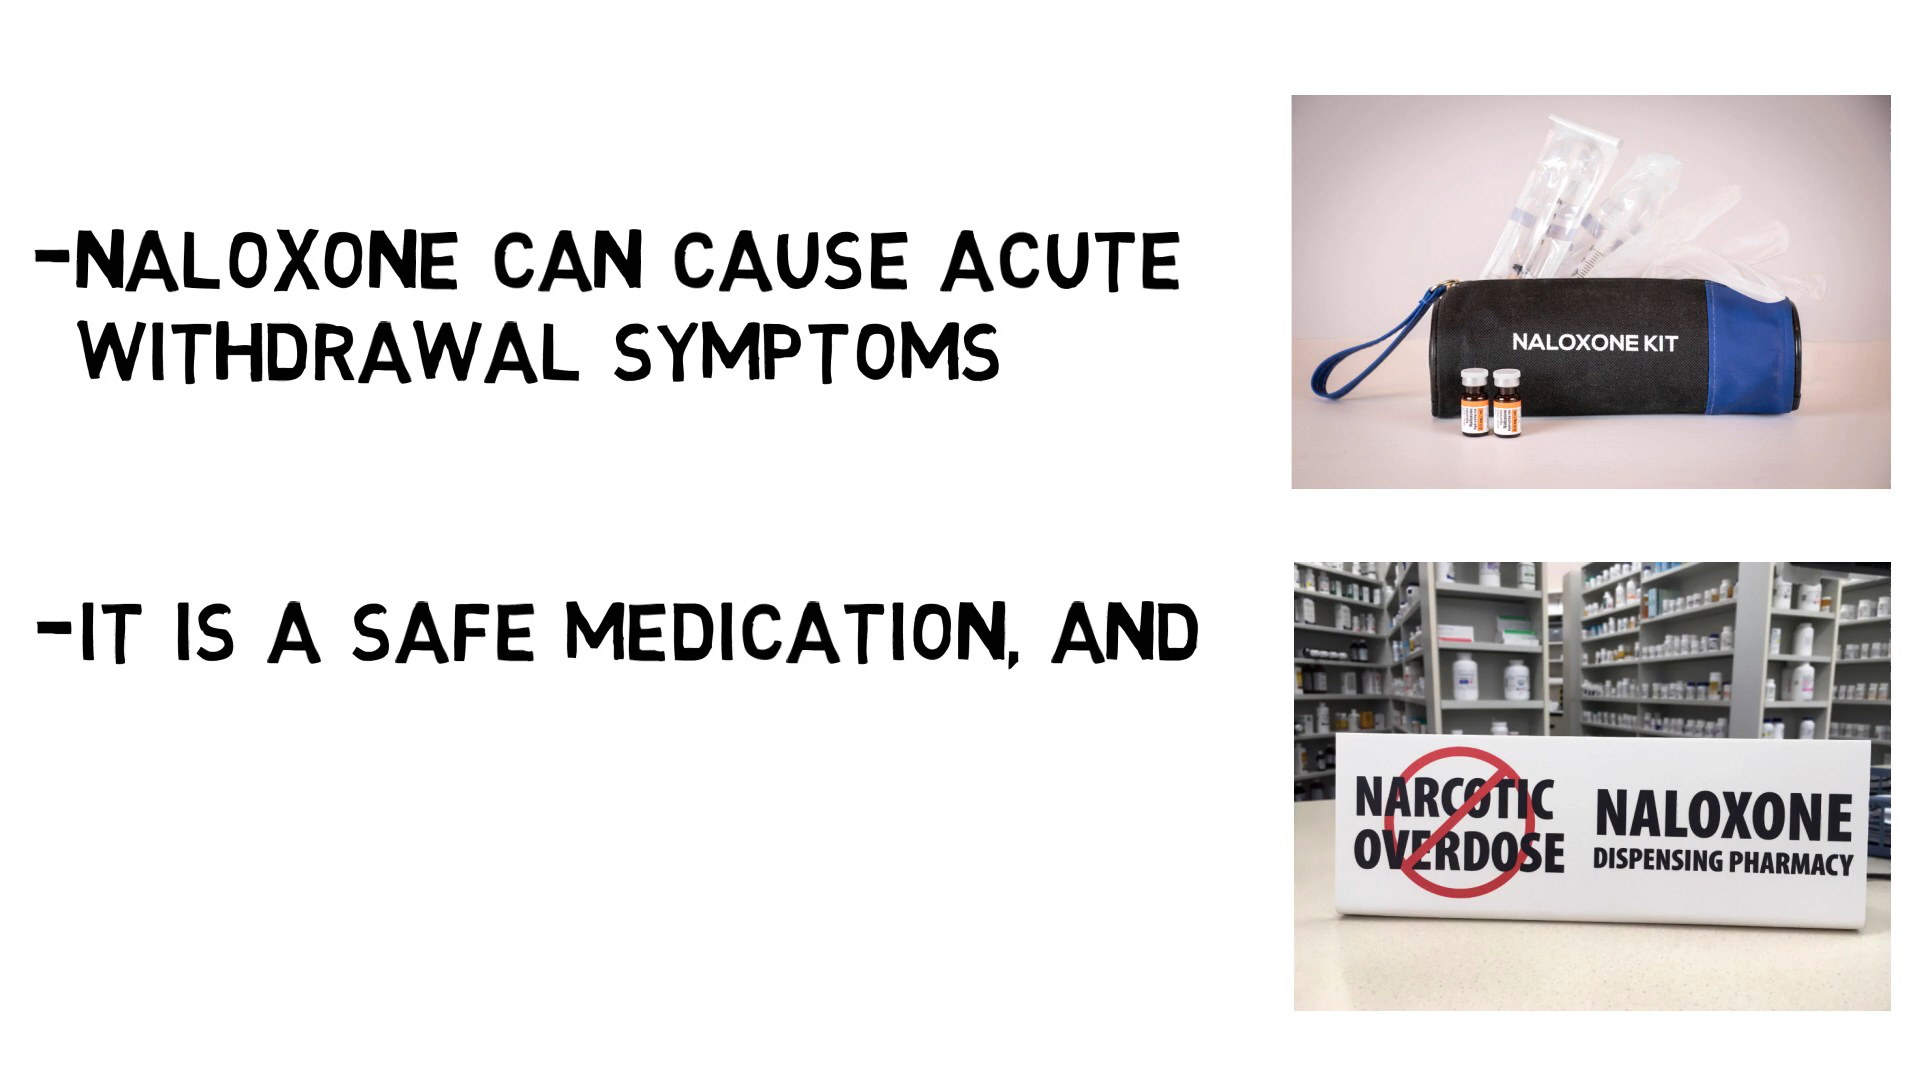 -NALOXONE CAN CAUSE ACUTE
WITHDRAWAL SYMPTOMS
-IT IS A SAFE MEDICATION, AND
NALOXONE KIT
NARCOTIC
OVERDOSE
NALOXONE
DISPENSING PHARMACY